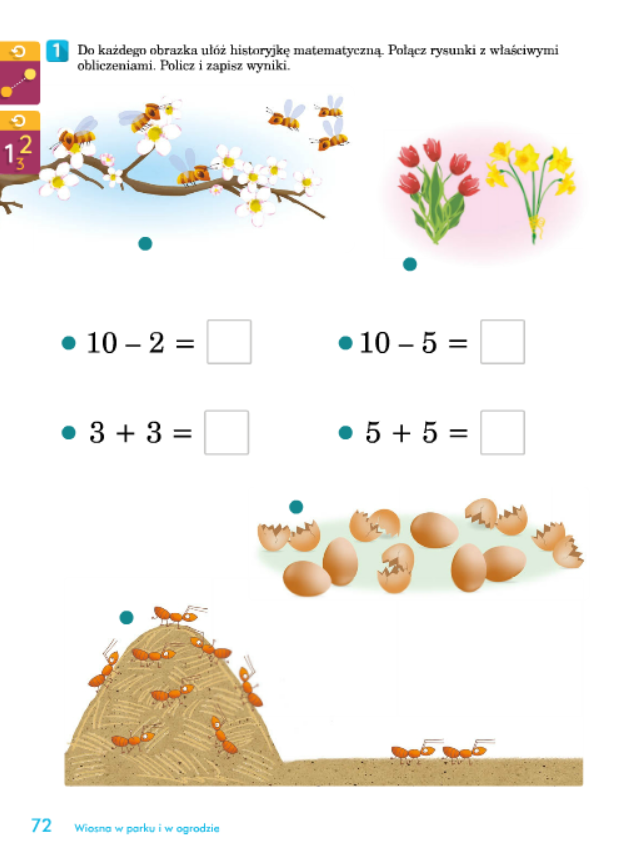 1
Do każdego obrazka ułóż historyjkę matematyczną. Połącz rysunki z właściwymi
obliczeniami. Policz i zapisz wyniki.
1 2 3
10 – 2 =
10 – 5 =
3 + 3 =
5 + 5 =
72 Wiosna w parku i w ogrodzie